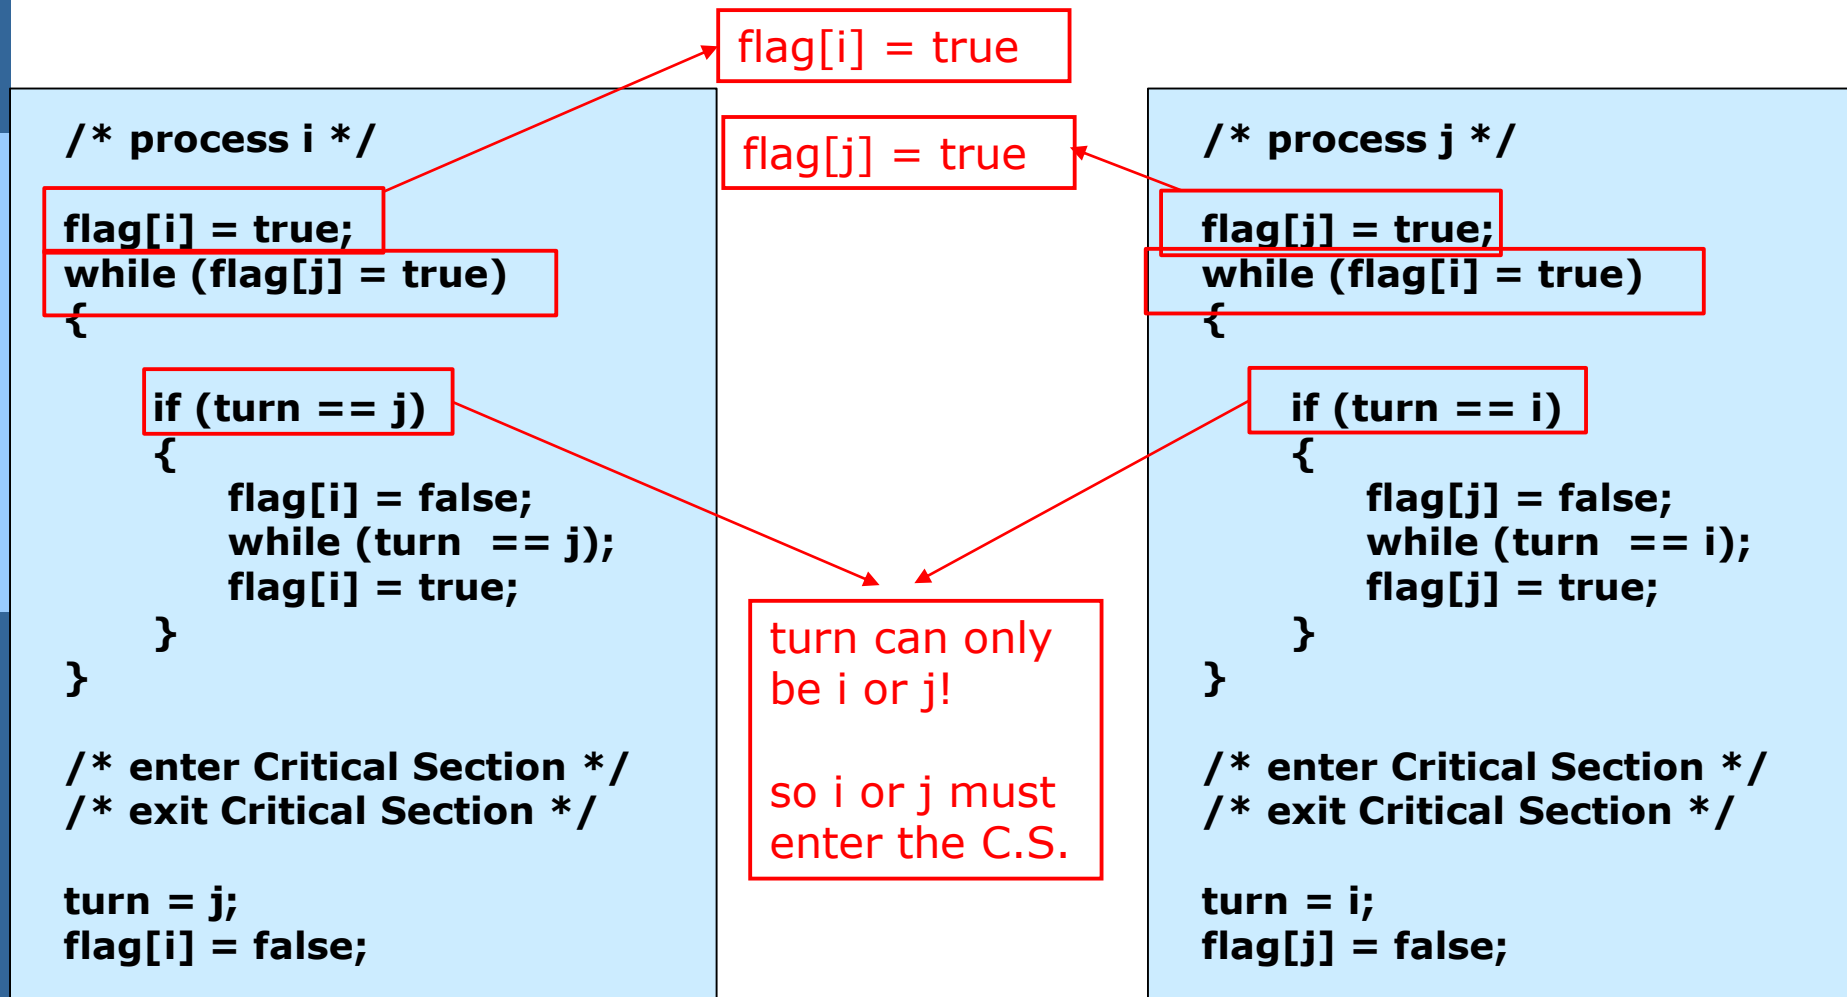 flag[i] = true
flag[j] = true
/* process i */
flag[i] = true;
while (flag[j] = true)
{
if (turn == j)
{
flag[i] = false;
while (turn  == j);
flag[i] = true;
}
}
/* enter Critical Section */
/* exit Critical Section */
turn = j;
flag[i] = false;
turn can only
be i or j!
so i or j must
enter the C.S.
/* process j */
flag[j] = true;
while (flag[i] = true)
{
if (turn == i)
{
flag[j] = false;
while (turn  == i);
flag[j] = true;
}
}
/* enter Critical Section */
/* exit Critical Section */
turn = i;
flag[j] = false;